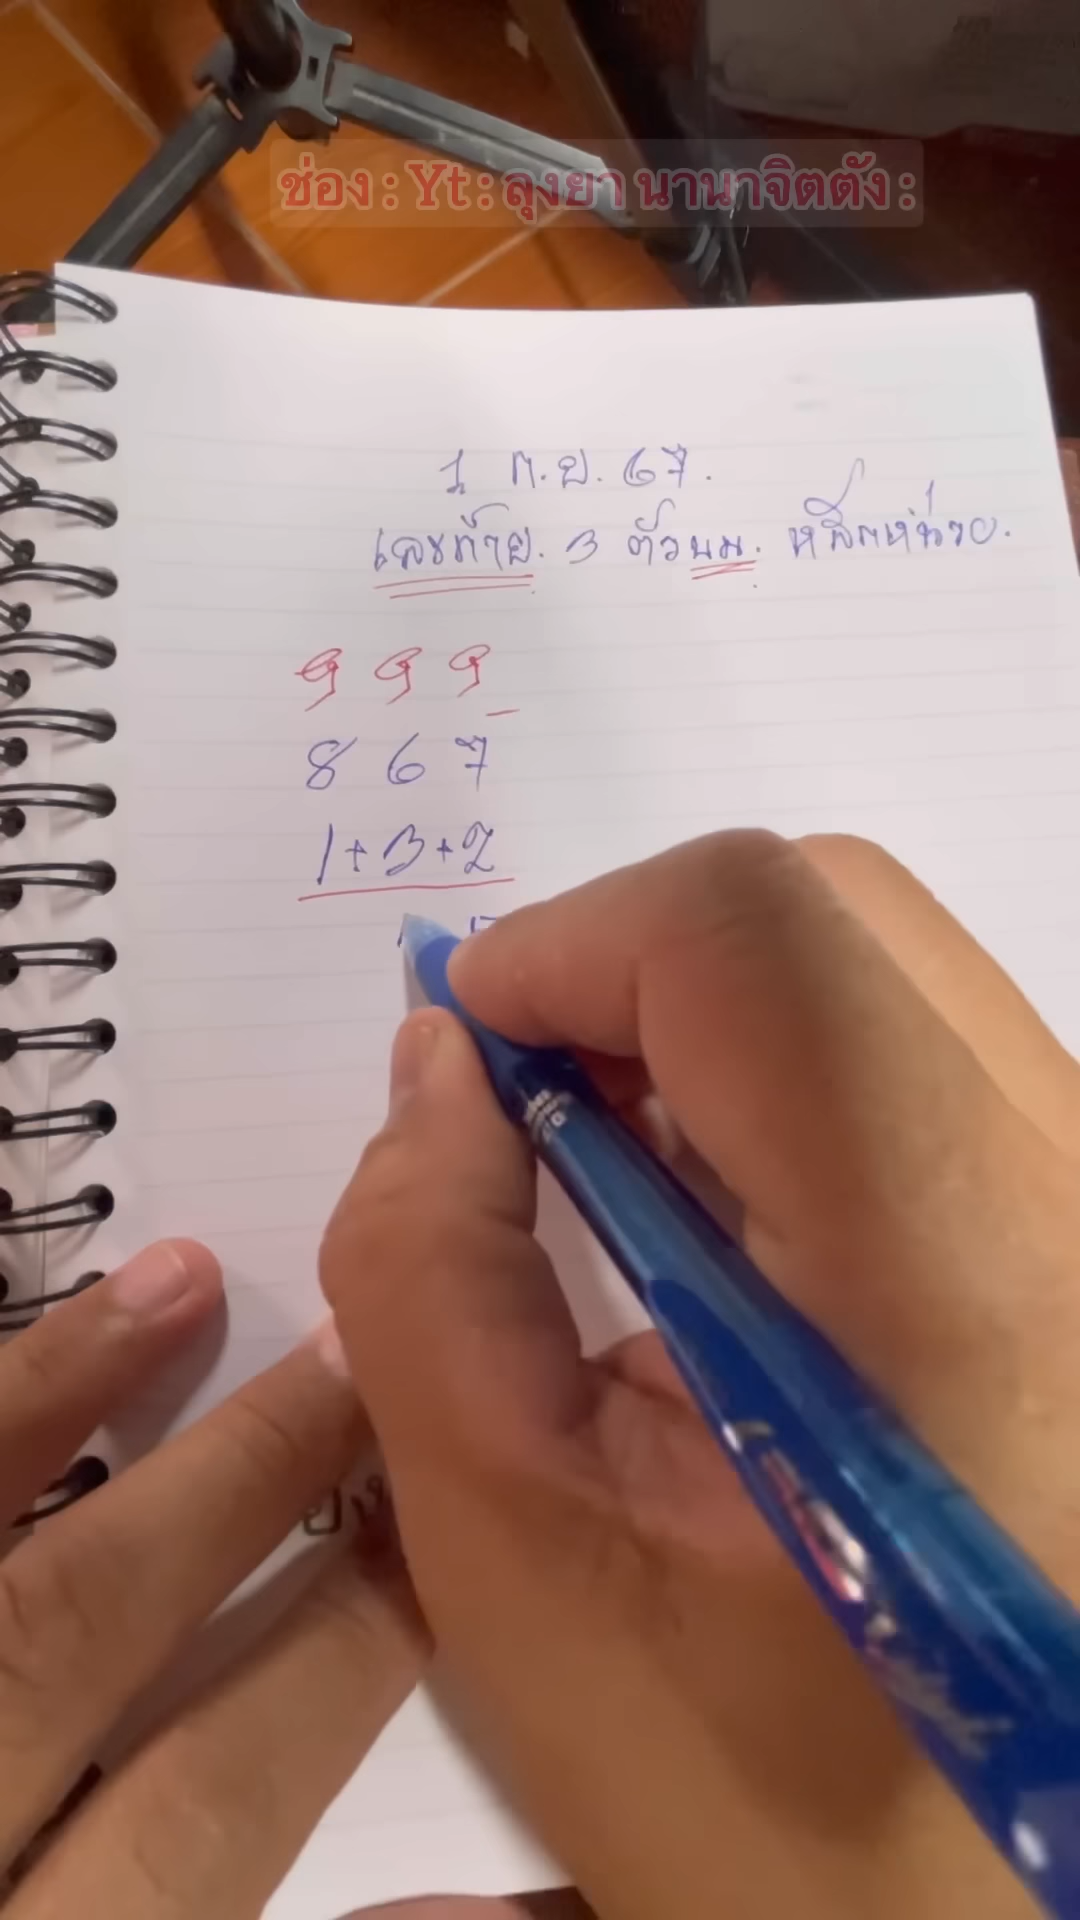 ช่อง : Yt : ลุงยา นานาจิตตัง :
1 ก.ย. 67.
เลขท้าย. 3 ตัวบน. หลักหน่วย.
9 9 9
8 6 7
1+3+2